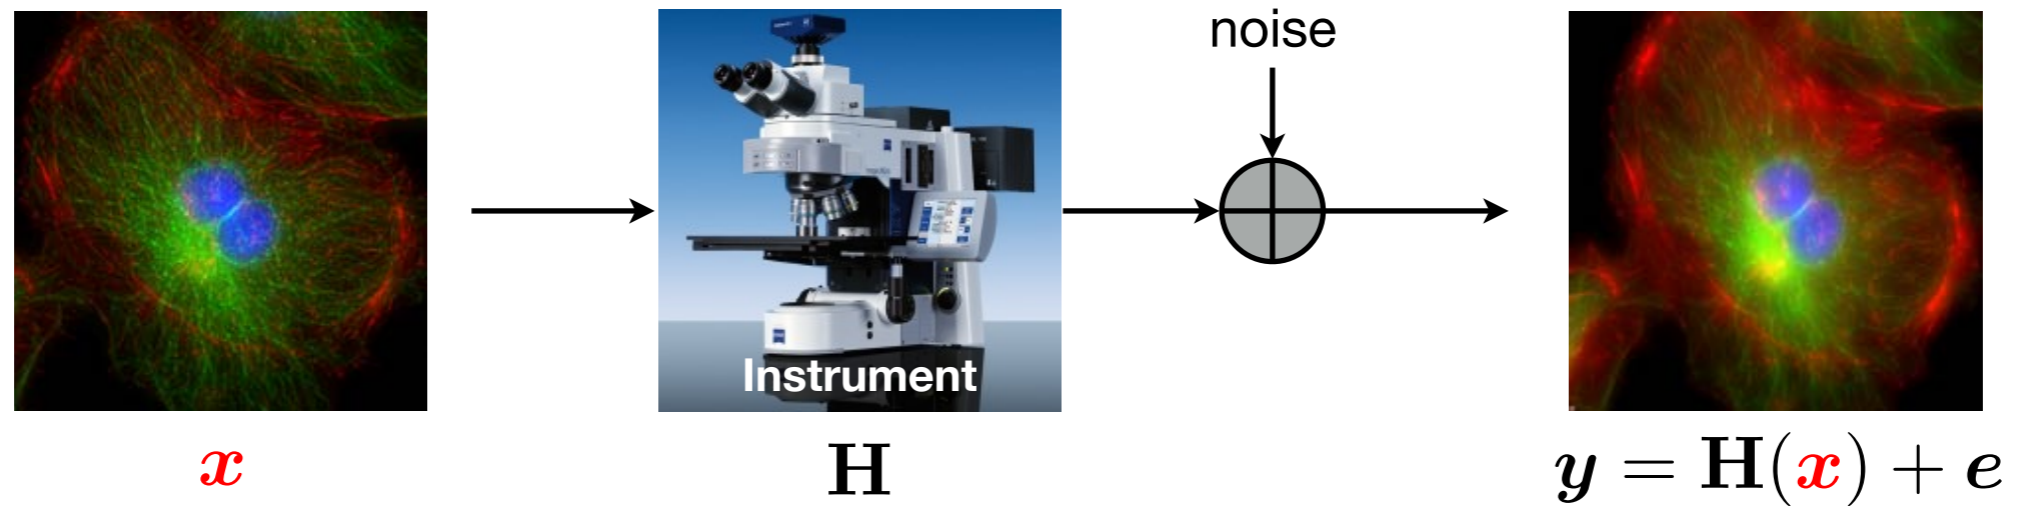 noise
Instrument
x
H
y = H(x) + e